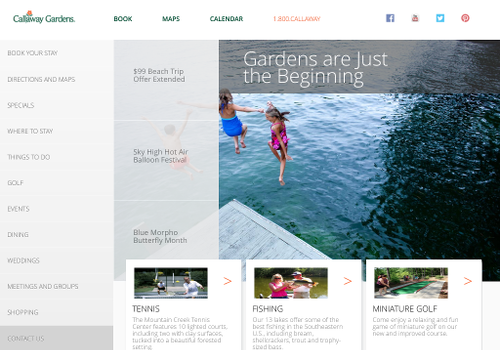 Callaway Gardens.
BOOK
MAPS
CALENDAR
1.800.CALLAWAY
BOOK YOUR STAY
DIRECTIONS AND MAPS
SPECIALS
WHERE TO STAY
THINGS TO DO
GOLF
EVENTS
DINING
WEDDINGS
MEETINGS AND GROUPS
SHOPPING
CONTACT US
$99 Beach Trip
Offer Extended
Sky High Hot Air
Balloon Festival
Blue Morpho
Butterfly Month
Gardens are Just
the Beginning
>
TENNIS
The Mountain Creek Tennis
Center features 10 lighted courts,
including two with clay surfaces,
tucked into a beautiful forested
setting.
>
FISHING
Our 13 lakes offer some of the
best fishing in the Southeastern
U.S., including bream,
shellcrackers, trout and trophy-
sized bass.
>
MINIATURE GOLF
Come enjoy a relaxing and fun
game of miniature golf on our
new and improved course.